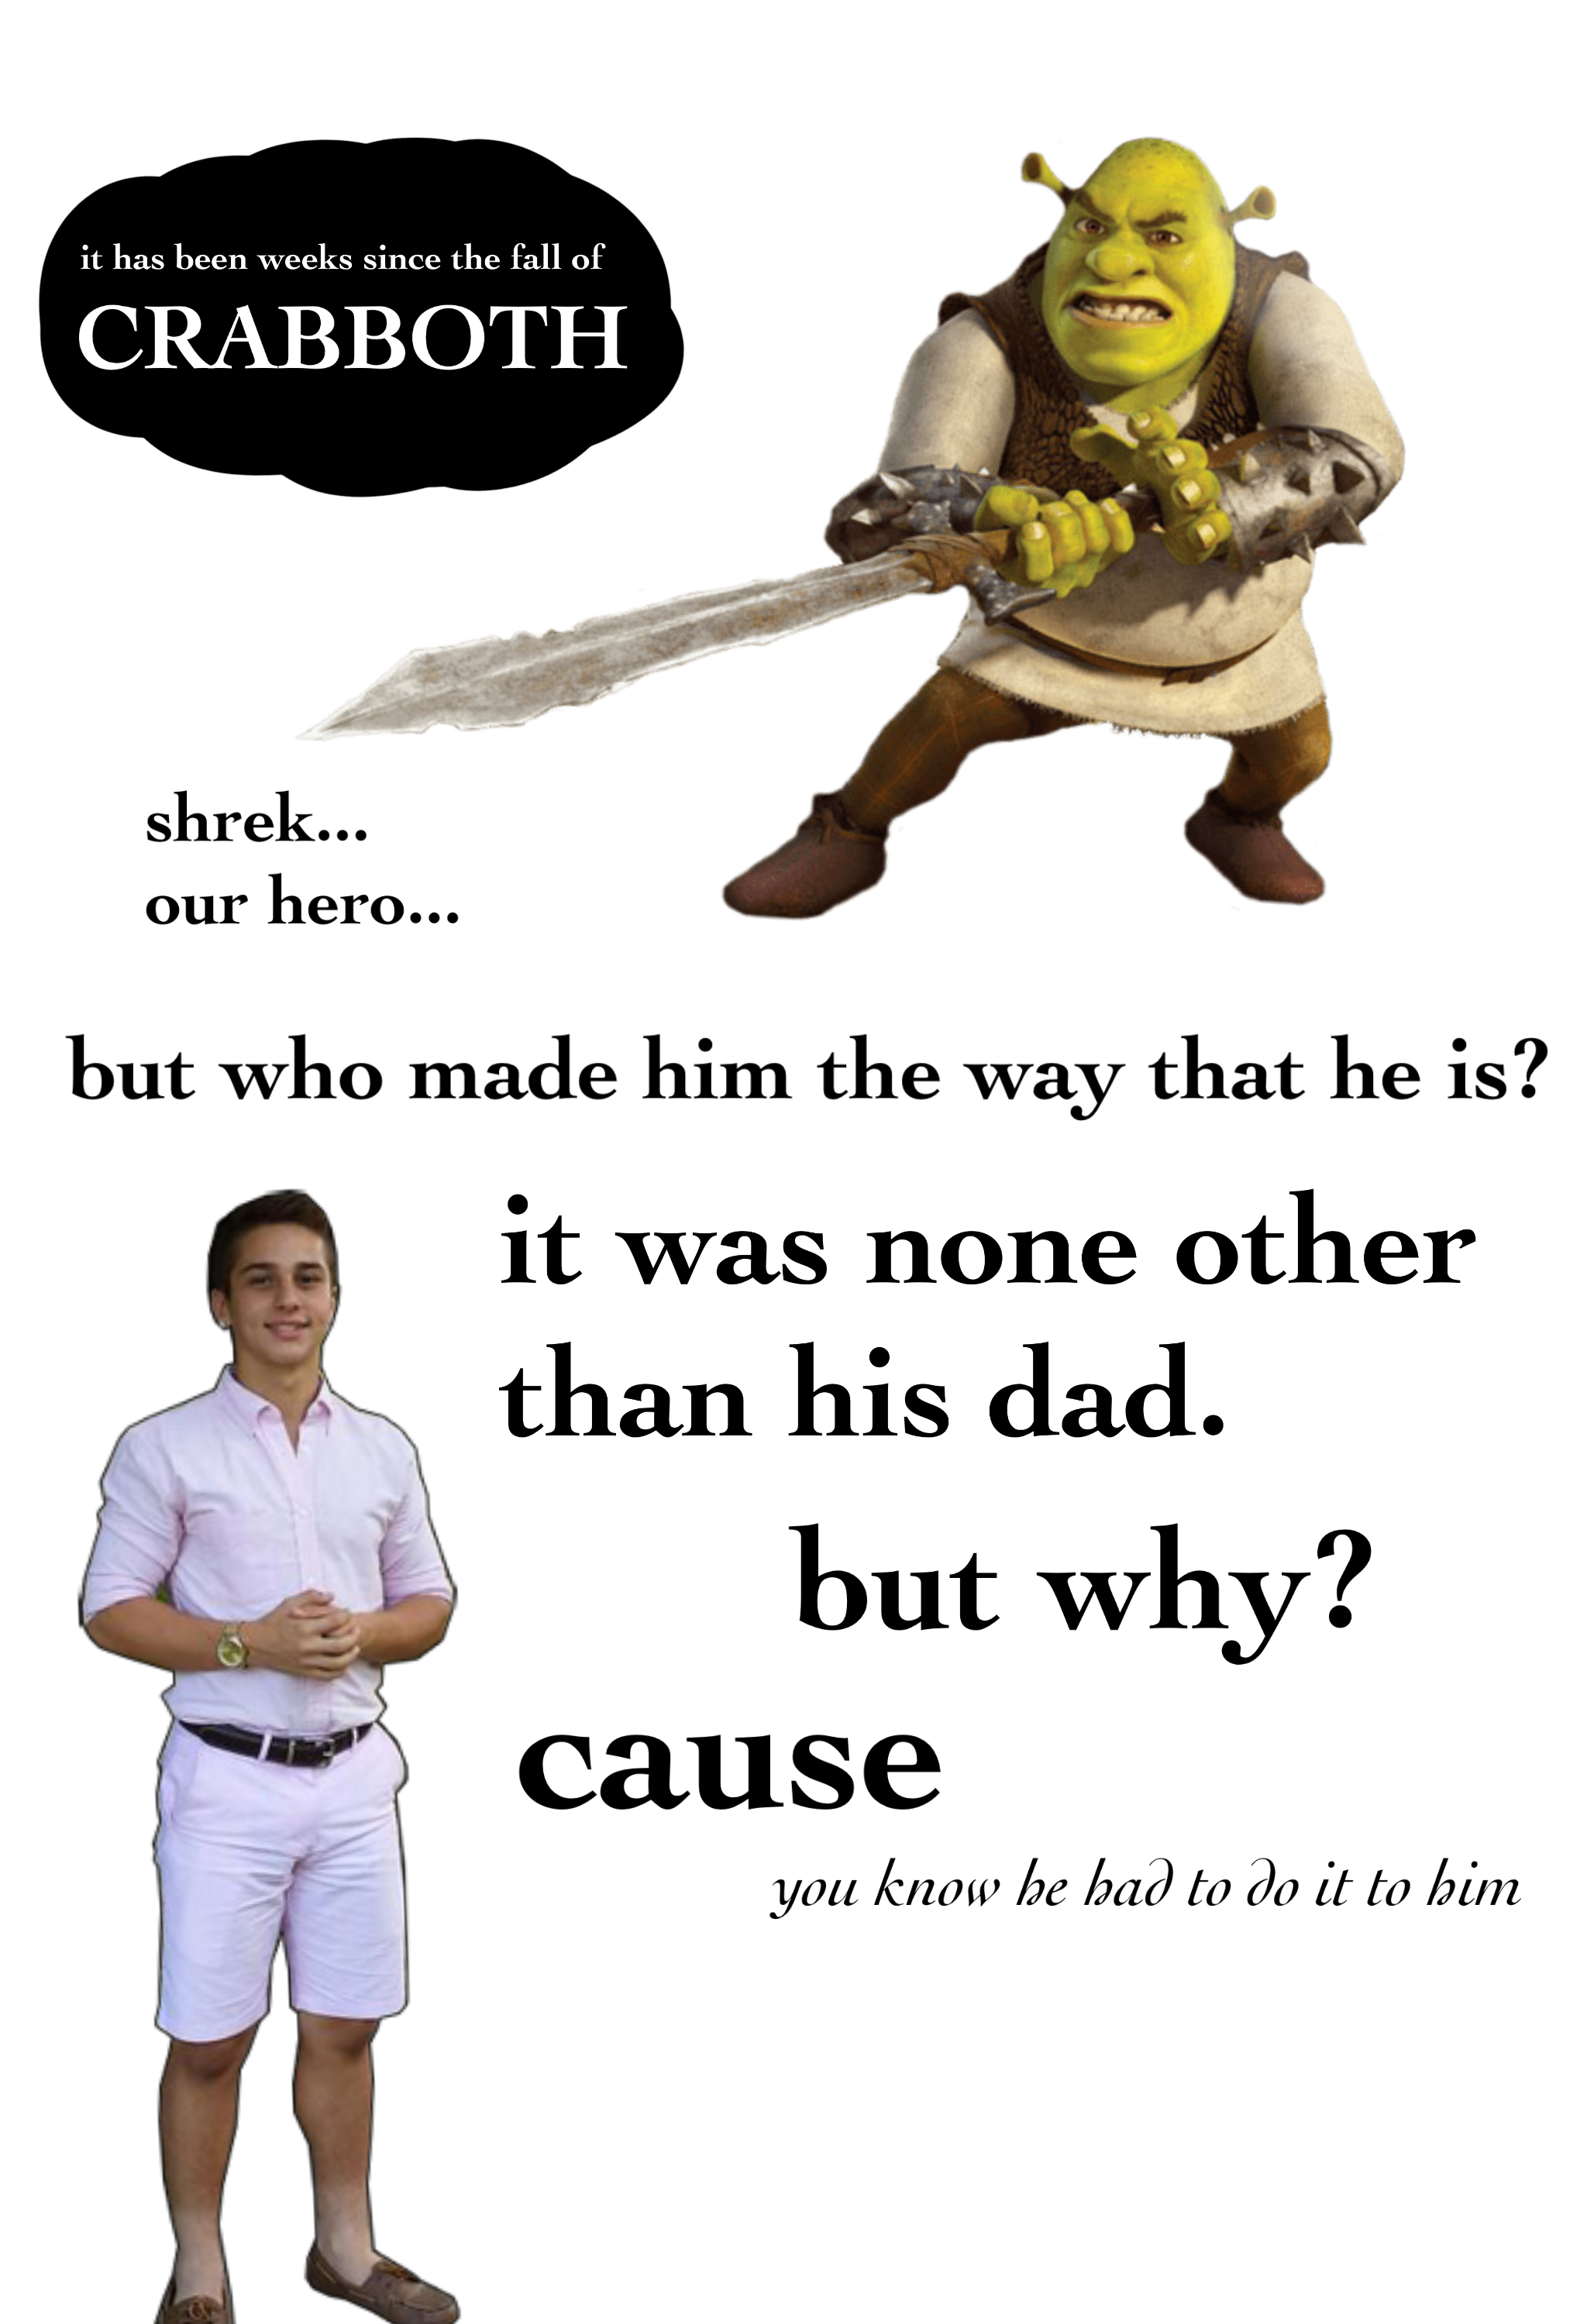 it has been weeks since the fall of
CRABBOTH
shrek...
our hero...
but who made him the way that he is?
it was none other
than his dad.
but why?
cause
you know he had to do it to him